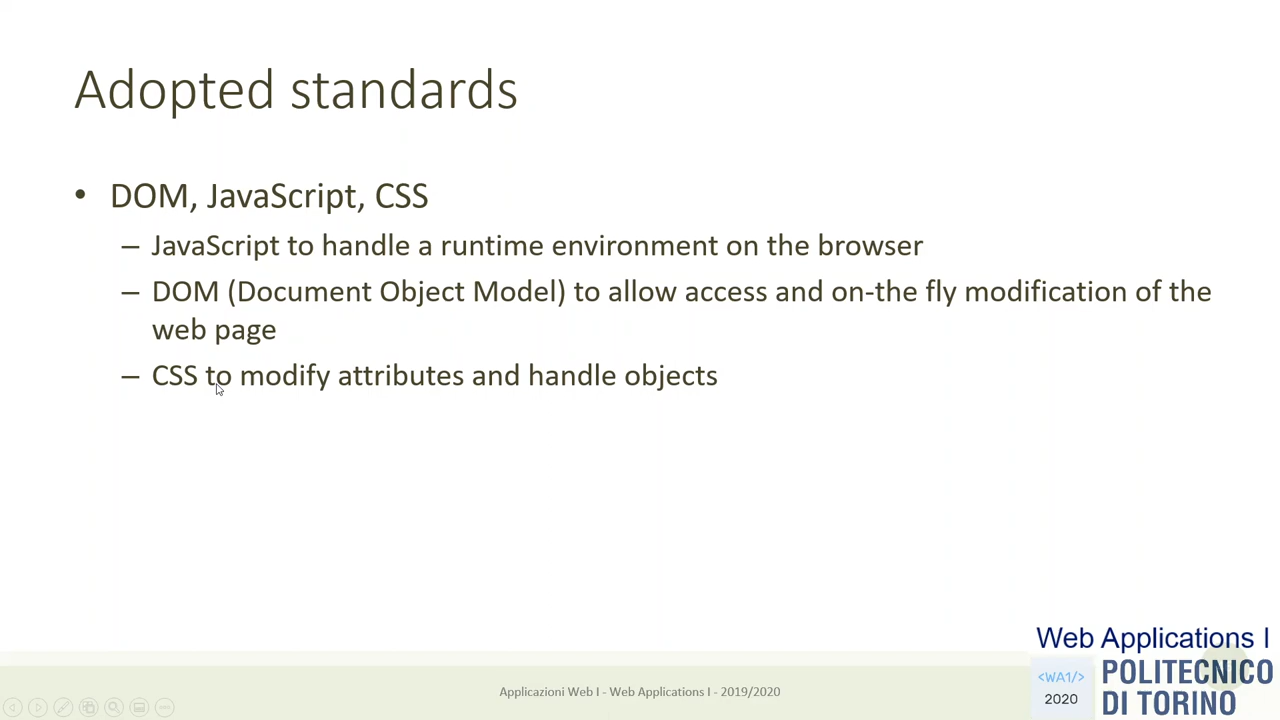 Adopted standards
• DOM, JavaScript, CSS
– JavaScript to handle a runtime environment on the browser
– DOM (Document Object Model) to allow access and on-the fly modification of the
web page
– CSS to modify attributes and handle objects
Applicazioni Web I - Web Applications I - 2019/2020
Web Applications I
<WA1/>
2020
POLITECNICO
DI TORINO